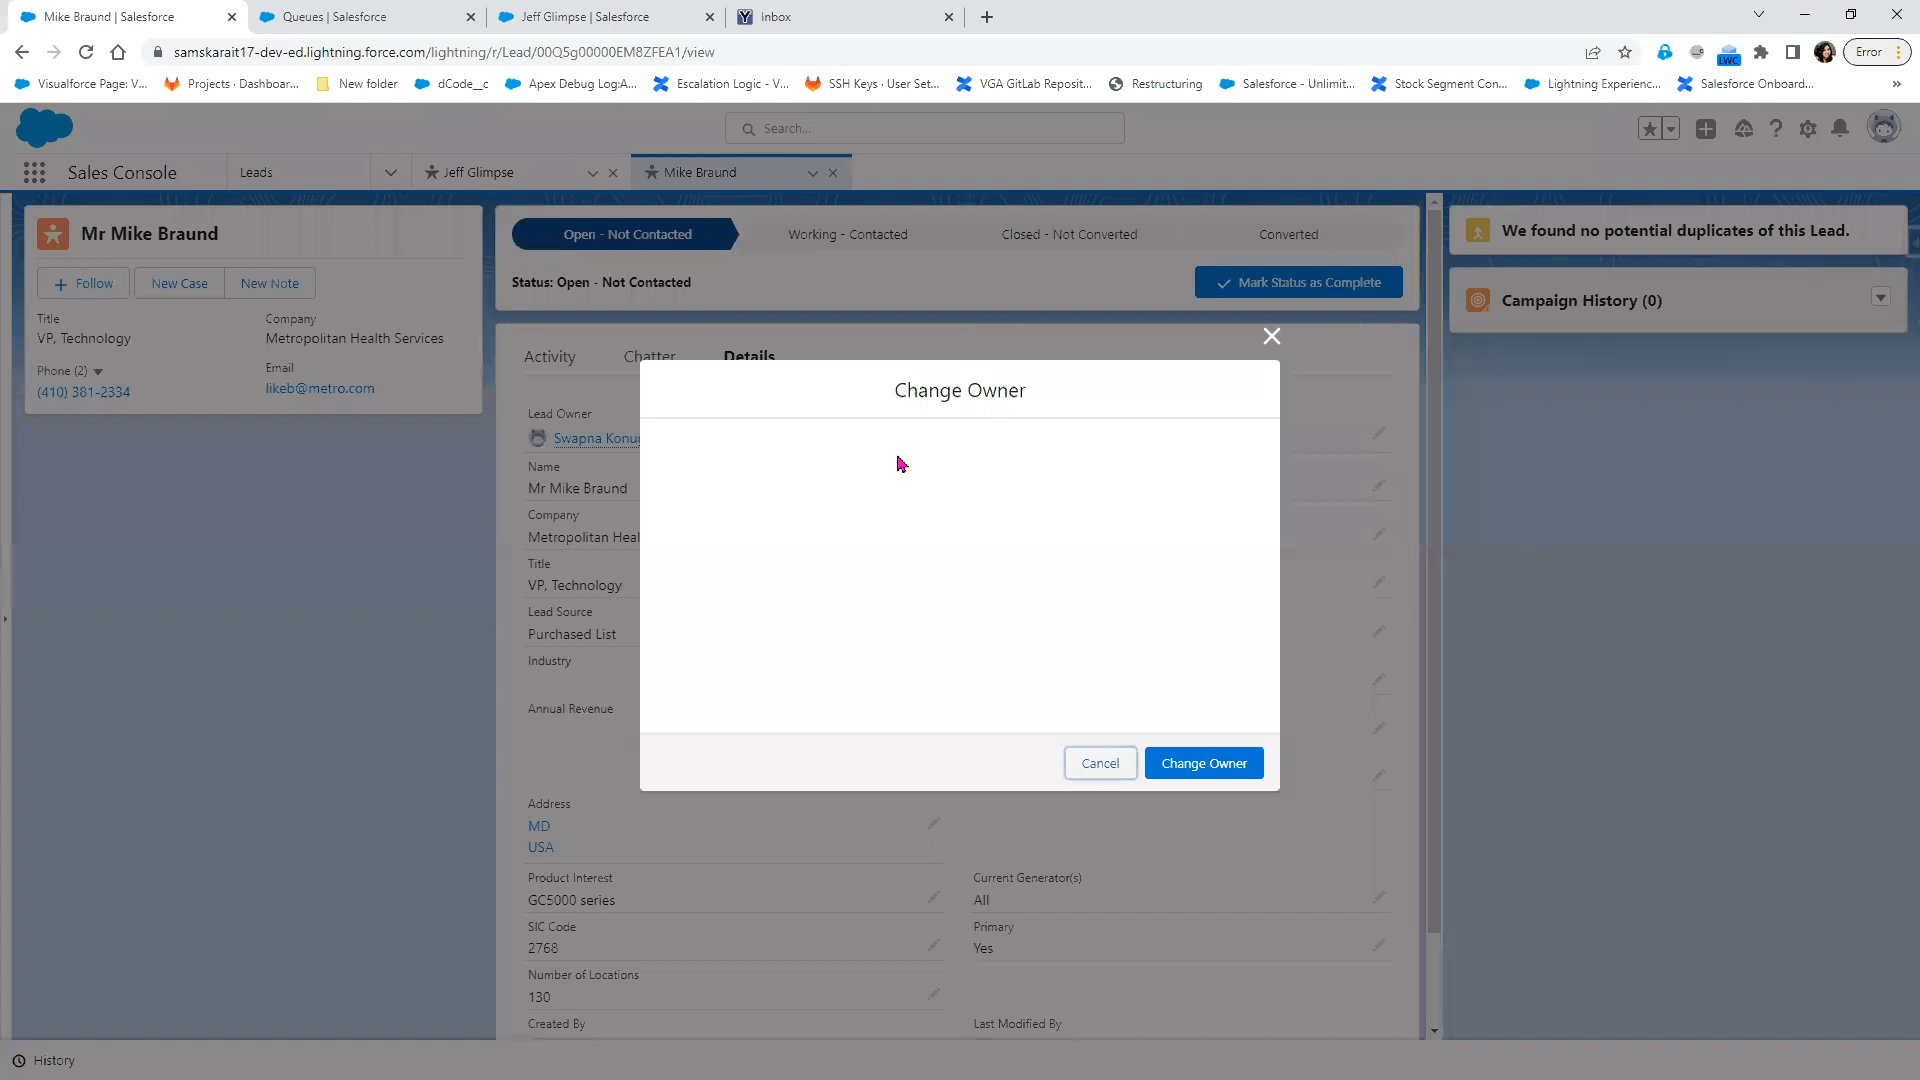 Mike Braund | Salesforce
Queues | Salesforce
Jeff Glimpse | Salesforce
Inbox
samskarait17-dev-ed.lightning.force.com/lightning/r/Lead/00Q5g00000EM8ZFEA1/view
Error
Visualforce Page: V...
Projects · Dashboar...
New folder
dCode__c
Apex Debug Log:A...
Escalation Logic - V...
SSH Keys · User Set...
VGA GitLab Reposit...
Restructuring
Salesforce - Unlimit...
Stock Segment Con...
Lightning Experienc...
Salesforce Onboard...
LWC
Search...
Sales Console
Leads
Jeff Glimpse
Mike Braund
Mr Mike Braund
Follow
New Case
New Note
Title
VP, Technology
Company
Metropolitan Health Services
Phone (2)
(410) 381-2334
Email
likeb@metro.com
Open - Not Contacted
Working - Contacted
Closed - Not Converted
Converted
Status: Open - Not Contacted
Mark Status as Complete
Activity
Chatter
Details
Lead Owner
Swapna Konu
Name
Mr Mike Braund
Company
Metropolitan Heal
Title
VP, Technology
Lead Source
Purchased List
Industry
Annual Revenue
Change Owner
Cancel
Change Owner
Address
MD
USA
Product Interest
GC5000 series
Current Generator(s)
All
SIC Code
2768
Primary
Yes
Number of Locations
130
Created By
Last Modified By
We found no potential duplicates of this Lead.
Campaign History (0)
History